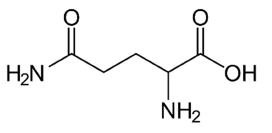 O O
H₂N OH
NH₂